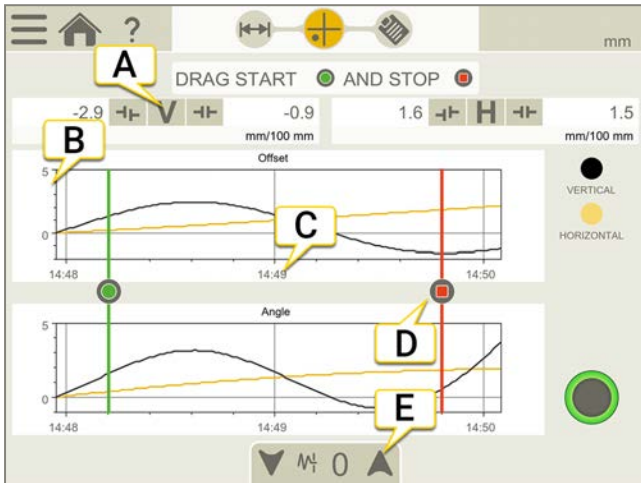 ?
mm
A
DRAG START AND STOP
-2.9 V -0.9
mm/100 mm
1.6 H 1.5
mm/100 mm
B
Offset
5
0
C
14:48 14:49 14:50
VERTICAL
HORIZONTAL
D
Angle
5
0
E
14:48 14:49 14:50
0